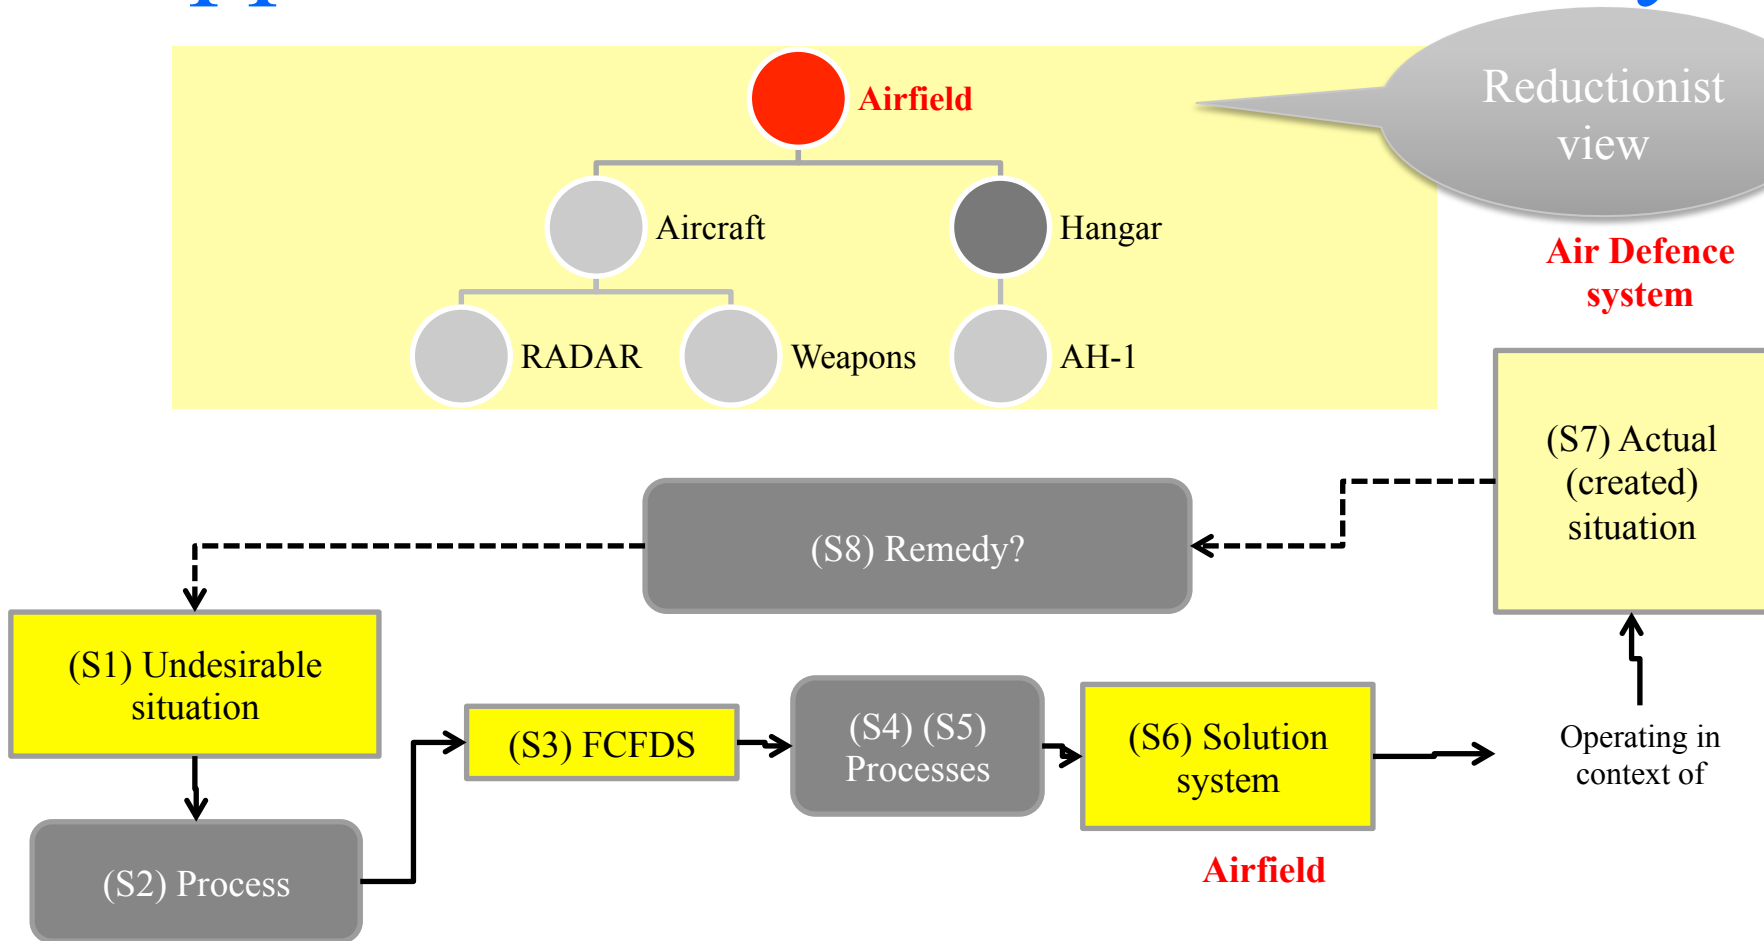 Reductionist
view
Airfield
Aircraft
Hangar
RADAR
Weapons
AH-1
Air Defence
system
(S7) Actual
(created)
situation
(S8) Remedy?
(S1) Undesirable
situation
(S2) Process
(S3) FCFDS
(S4) (S5)
Processes
(S6) Solution
system
Airfield
Operating in
context of